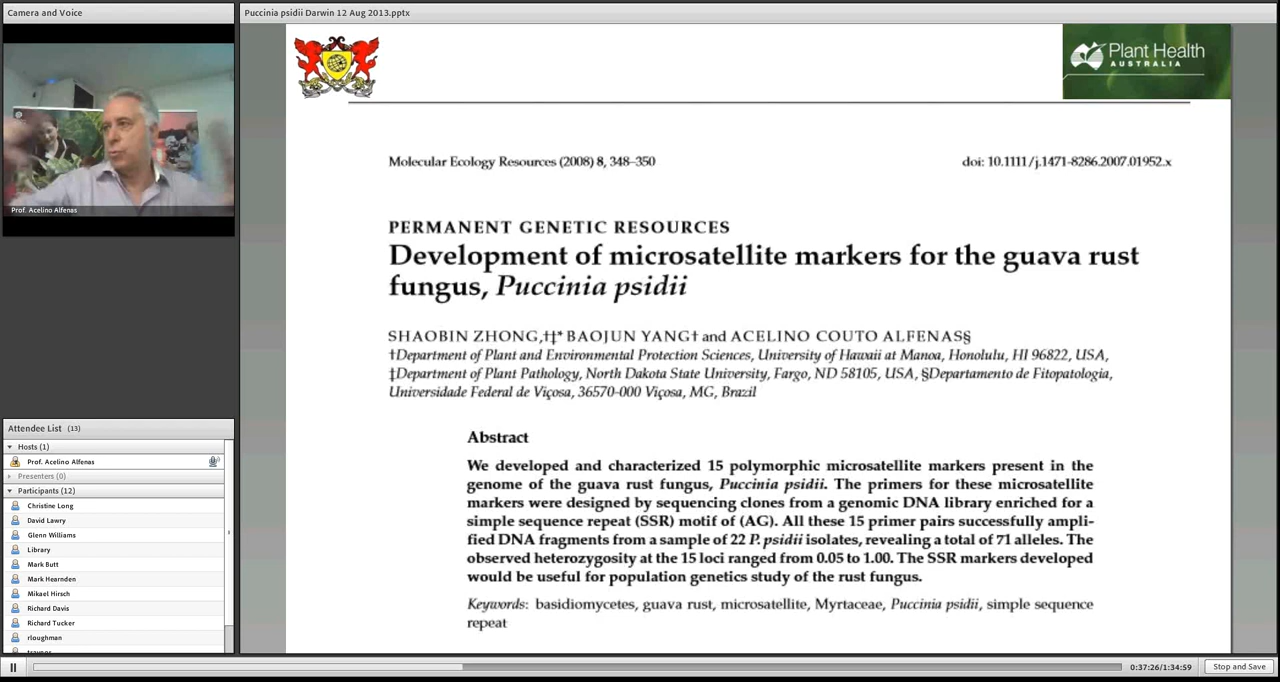 Camera and Voice
Prof. Acelino Alfenas
Attendee List (13)
Hosts (1)
Prof. Acelino Alfenas
Presenters (0)
Participants (12)
Christine Long
David Lawry
Glenn Williams
Library
Mark Butt
Mark Hearnden
Mikael Hirsch
Richard Davis
Richard Tucker
rloughman
Puccinia psidii Darwin 12 Aug 2013.pptx
Plant Health
AUSTRALIA
Molecular Ecology Resources (2008) 8, 348–350
doi: 10.1111/j.1471-8286.2007.01952.x
PERMANENT GENETIC RESOURCES
Development of microsatellite markers for the guava rust
fungus, Puccinia psidii
SHAOBIN ZHONG,†‡* BAOJUN YANG† and ACELINO COUTO ALFENAS§
†Department of Plant and Environmental Protection Sciences, University of Hawaii at Manoa, Honolulu, HI 96822, USA,
‡Department of Plant Pathology, North Dakota State University, Fargo, ND 58105, USA, §Departamento de Fitopatologia,
Universidade Federal de Viçosa, 36570-000 Viçosa, MG, Brazil
Abstract
We developed and characterized 15 polymorphic microsatellite markers present in the
genome of the guava rust fungus, Puccinia psidii. The primers for these microsatellite
markers were designed by sequencing clones from a genomic DNA library enriched for a
simple sequence repeat (SSR) motif of (AG). All these 15 primer pairs successfully ampli-
fied DNA fragments from a sample of 22 P. psidii isolates, revealing a total of 71 alleles. The
observed heterozygosity at the 15 loci ranged from 0.05 to 1.00. The SSR markers developed
would be useful for population genetics study of the rust fungus.
Keywords: basidiomycetes, guava rust, microsatellite, Myrtaceae, Puccinia psidii, simple sequence
repeat
0:37:26/1:34:59
Stop and Save